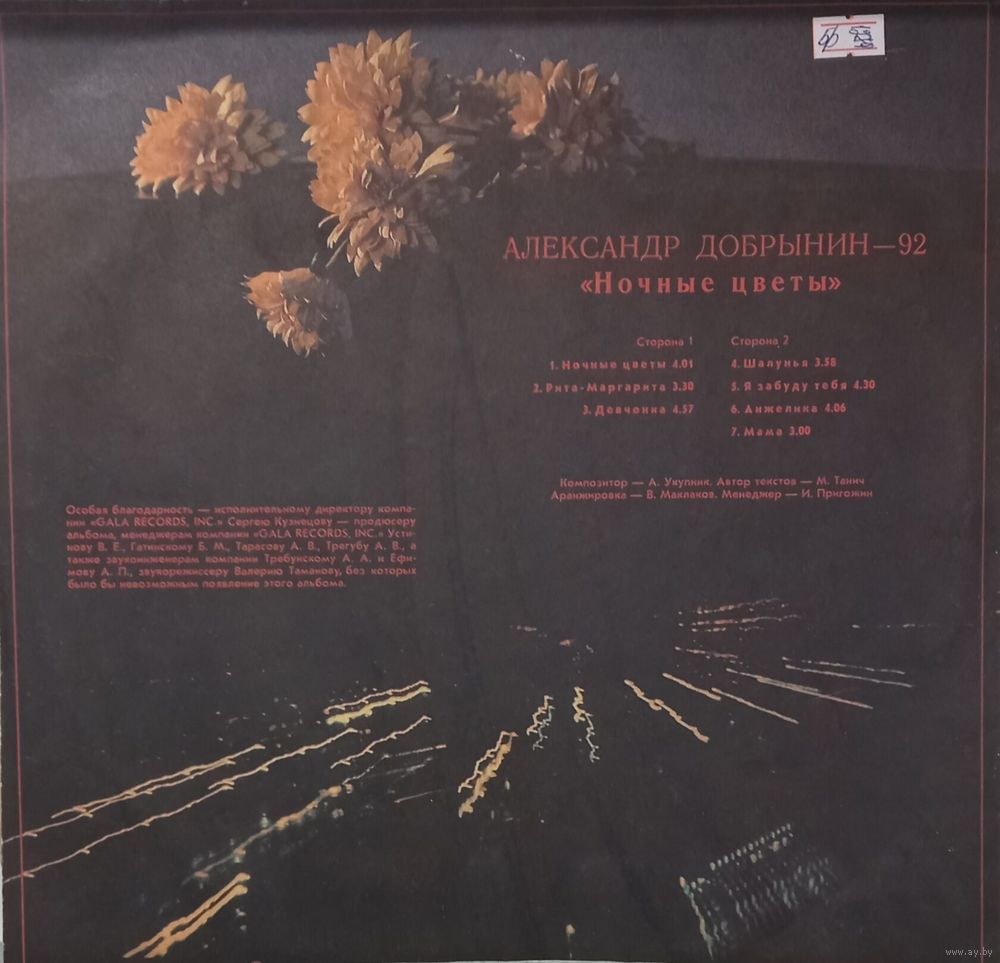 АЛЕКСАНДР ДОБРЫНИН—92
«Ночные цветы»
Сторона 1
1. Ночные цветы 4.01
2. Рита-Маргарита 3.30
3. Девчонка 4.57
Сторона 2
4. Шалунья 3.58
5. Я забуду тебя 4.30
6. Анжелика 4.06
7. Мама 3.00
Композитор — А. Укупник. Автор текстов — М. Танич
Аранжировка — В. Маклаков. Менеджер — И. Пригожин
Особая благодарность — исполнительному директору компа-
нии «GALA RECORDS, INC.» Сергею Кузнецову — продюсеру
альбома, менеджерам компании «GALA RECORDS, INC.» Усти-
нову В. Е., Гатинскому Б. М., Тарасову А. В., Трегубу А. В., а
также звукоинженерам компании Требунскому А. А. и Ефи-
мову А. П., звукорежиссеру Валерию Таманову, без которых
было бы невозможным появление этого альбома.
www.ay.by